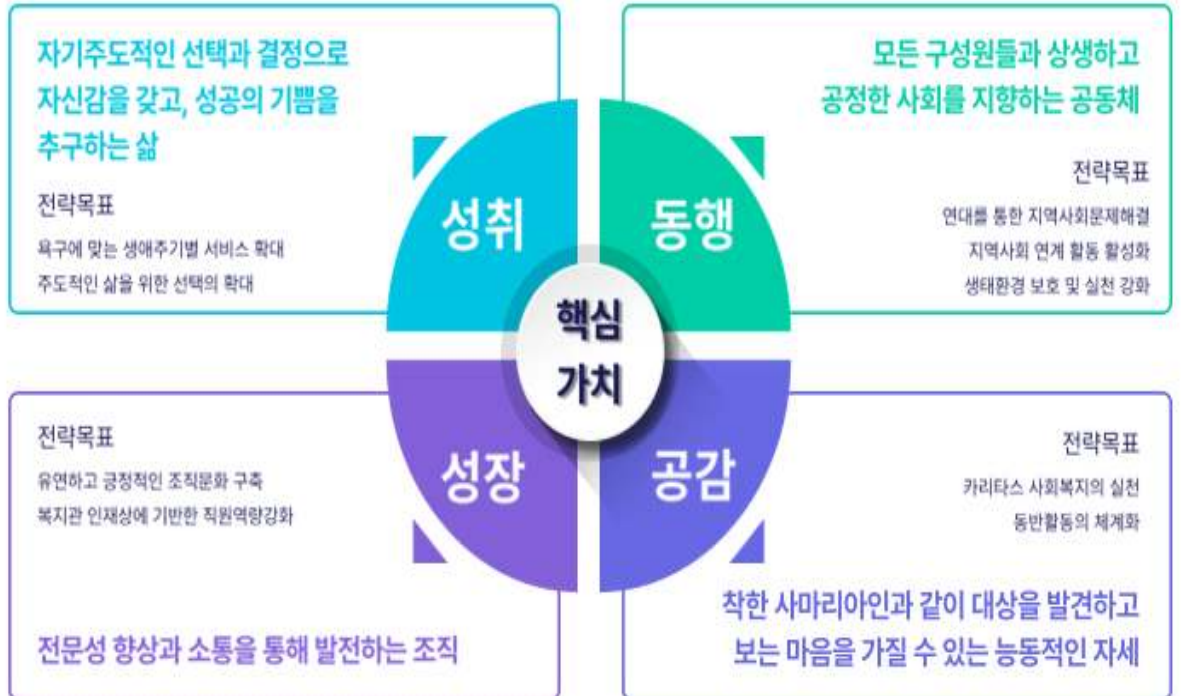 자기주도적인 선택과 결정으로
자신감을 갖고, 성공의 기쁨을
추구하는 삶
전략목표
욕구에 맞는 생애주기별 서비스 확대
주도적인 삶을 위한 선택의 확대
성취
모든 구성원들과 상생하고
공정한 사회를 지향하는 공동체
전략목표
연대를 통한 지역사회문제해결
지역사회 연계 활동 활성화
생태환경 보호 및 실천 강화
동행
핵심
가치
전략목표
유연하고 긍정적인 조직문화 구축
복지관 인재상에 기반한 직원역량강화
전문성 향상과 소통을 통해 발전하는 조직
성장
공감
전략목표
카리타스 사회복지의 실천
동반활동의 체계화
착한 사마리아인과 같이 대상을 발견하고
보는 마음을 가질 수 있는 능동적인 자세